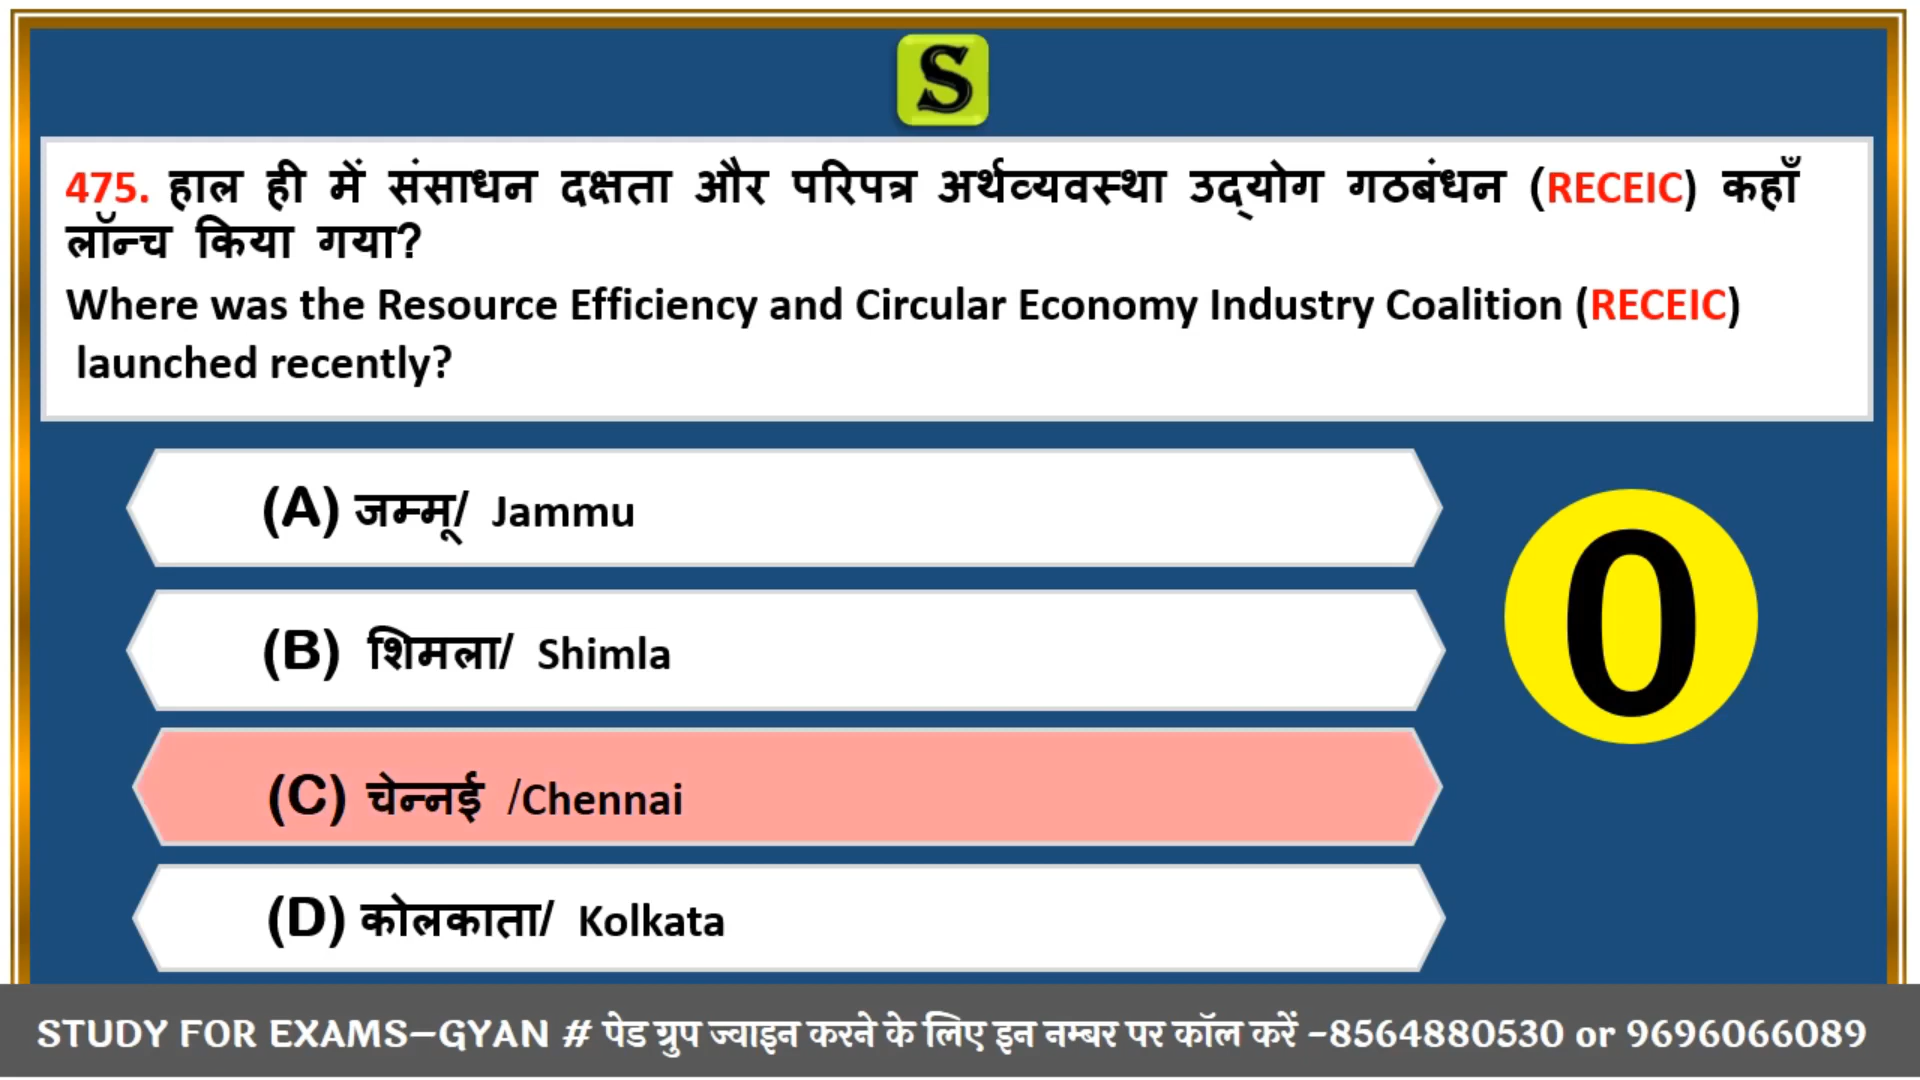 S
475. हाल ही में संसाधन दक्षता और परिपत्र अर्थव्यवस्था उद्योग गठबंधन (RECEIC) कहाँ
लॉन्च किया गया?
Where was the Resource Efficiency and Circular Economy Industry Coalition (RECEIC)
launched recently?
(A) जम्मू/ Jammu
(B) शिमला/ Shimla
(C) चेन्नई /Chennai
(D) कोलकाता/ Kolkata
0
STUDY FOR EXAMS–GYAN # पेड ग्रुप ज्वाइन करने के लिए इन नम्बर पर कॉल करें -8564880530 or 9696066089